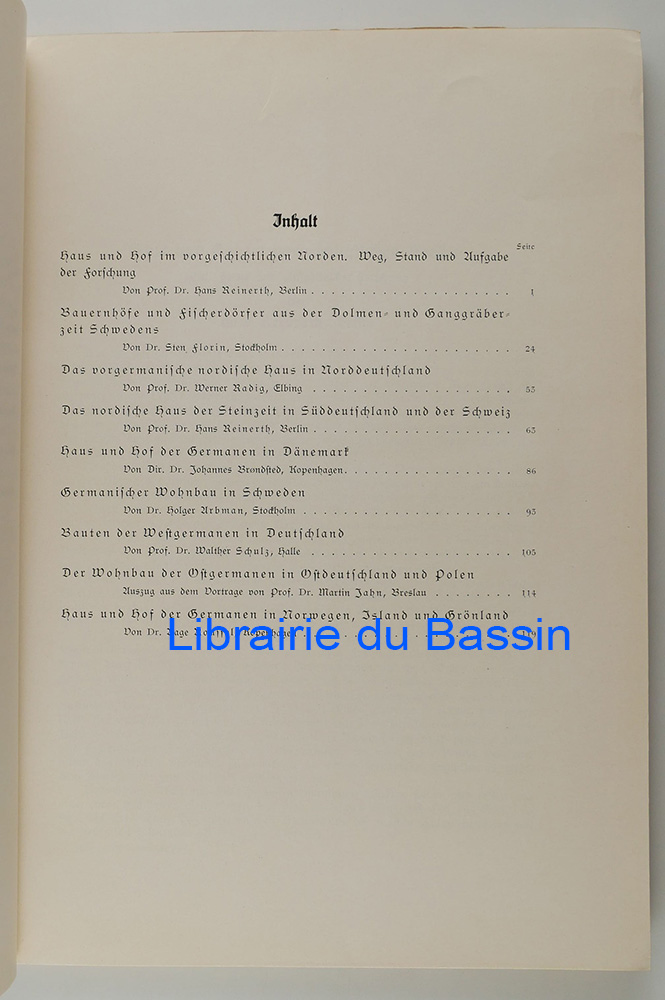 Inhalt
Seite
Haus und Hof im vorgeschichtlichen Norden. Weg, Stand und Aufgabe
der Forschung
Von Prof. Dr. Hans Reinerth, Berlin . . . . . . . . . . . . . . . . . . . . 1
Bauernhöfe und Fischerdörfer aus der Dolmen- und Ganggräber-
zeit Schwedens
Von Dr. Sten Florin, Stockholm . . . . . . . . . . . . . . . . . . . . . . . 24
Das vorgermanische nordische Haus in Norddeutschland
Von Prof. Dr. Werner Radig, Elbing . . . . . . . . . . . . . . . . . . . . 55
Das nordische Haus der Steinzeit in Süddeutschland und der Schweiz
Von Prof. Dr. Hans Reinerth, Berlin . . . . . . . . . . . . . . . . . . . . 65
Haus und Hof der Germanen in Dänemark
Von Dir. Dr. Johannes Brøndsted, Kopenhagen . . . . . . . . . . . . . . . . 86
Germanischer Wohnbau in Schweden
Von Dr. Holger Arbman, Stockholm . . . . . . . . . . . . . . . . . . . . . 95
Bauten der Westgermanen in Deutschland
Von Prof. Dr. Walther Schulz, Halle . . . . . . . . . . . . . . . . . . . . 105
Der Wohnbau der Ostgermanen in Ostdeutschland und Polen
Auszug aus dem Vortrage von Prof. Dr. Martin Jahn, Breslau . . . . . . . . 114
Haus und Hof der Germanen in Norwegen, Island und Grönland
Von Dr. Kopenhagen
Librairie du Bassin